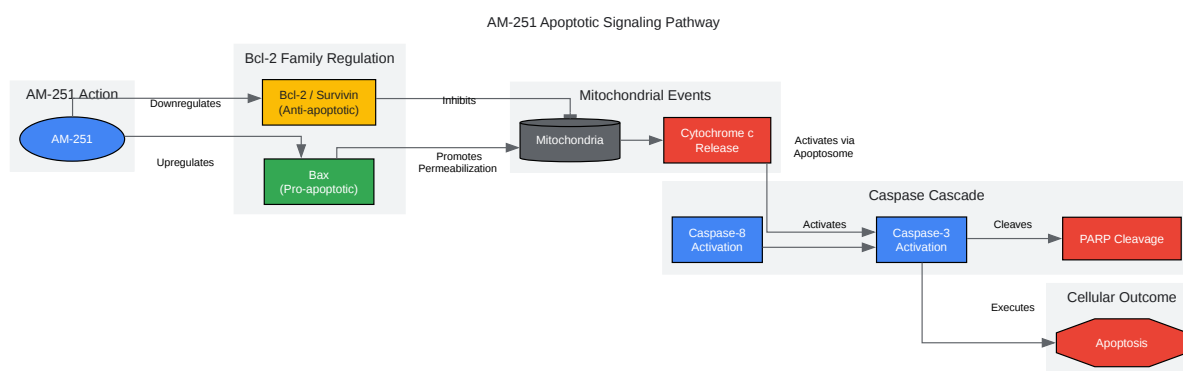 AM-251 Apoptotic Signaling Pathway
AM-251 Action
AM-251
Downregulates
Upregulates
Bcl-2 Family Regulation
Bcl-2 / Survivin
(Anti-apoptotic)
Bax
(Pro-apoptotic)
Inhibits
Promotes
Permeabilization
Mitochondrial Events
Mitochondria
Cytochrome c
Release
Activates via
Apoptosome
Caspase Cascade
Caspase-8
Activation
Activates
Caspase-3
Activation
Cleaves
PARP Cleavage
Executes
Cellular Outcome
Apoptosis